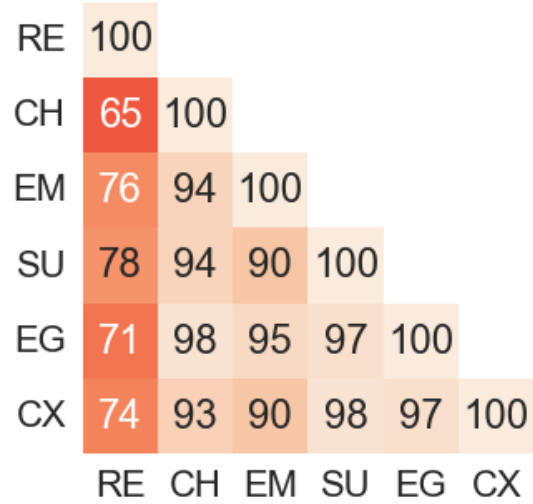 RE 100
CH 65 100
EM 76 94 100
SU 78 94 90 100
EG 71 98 95 97 100
CX 74 93 90 98 97 100
RE CH EM SU EG CX